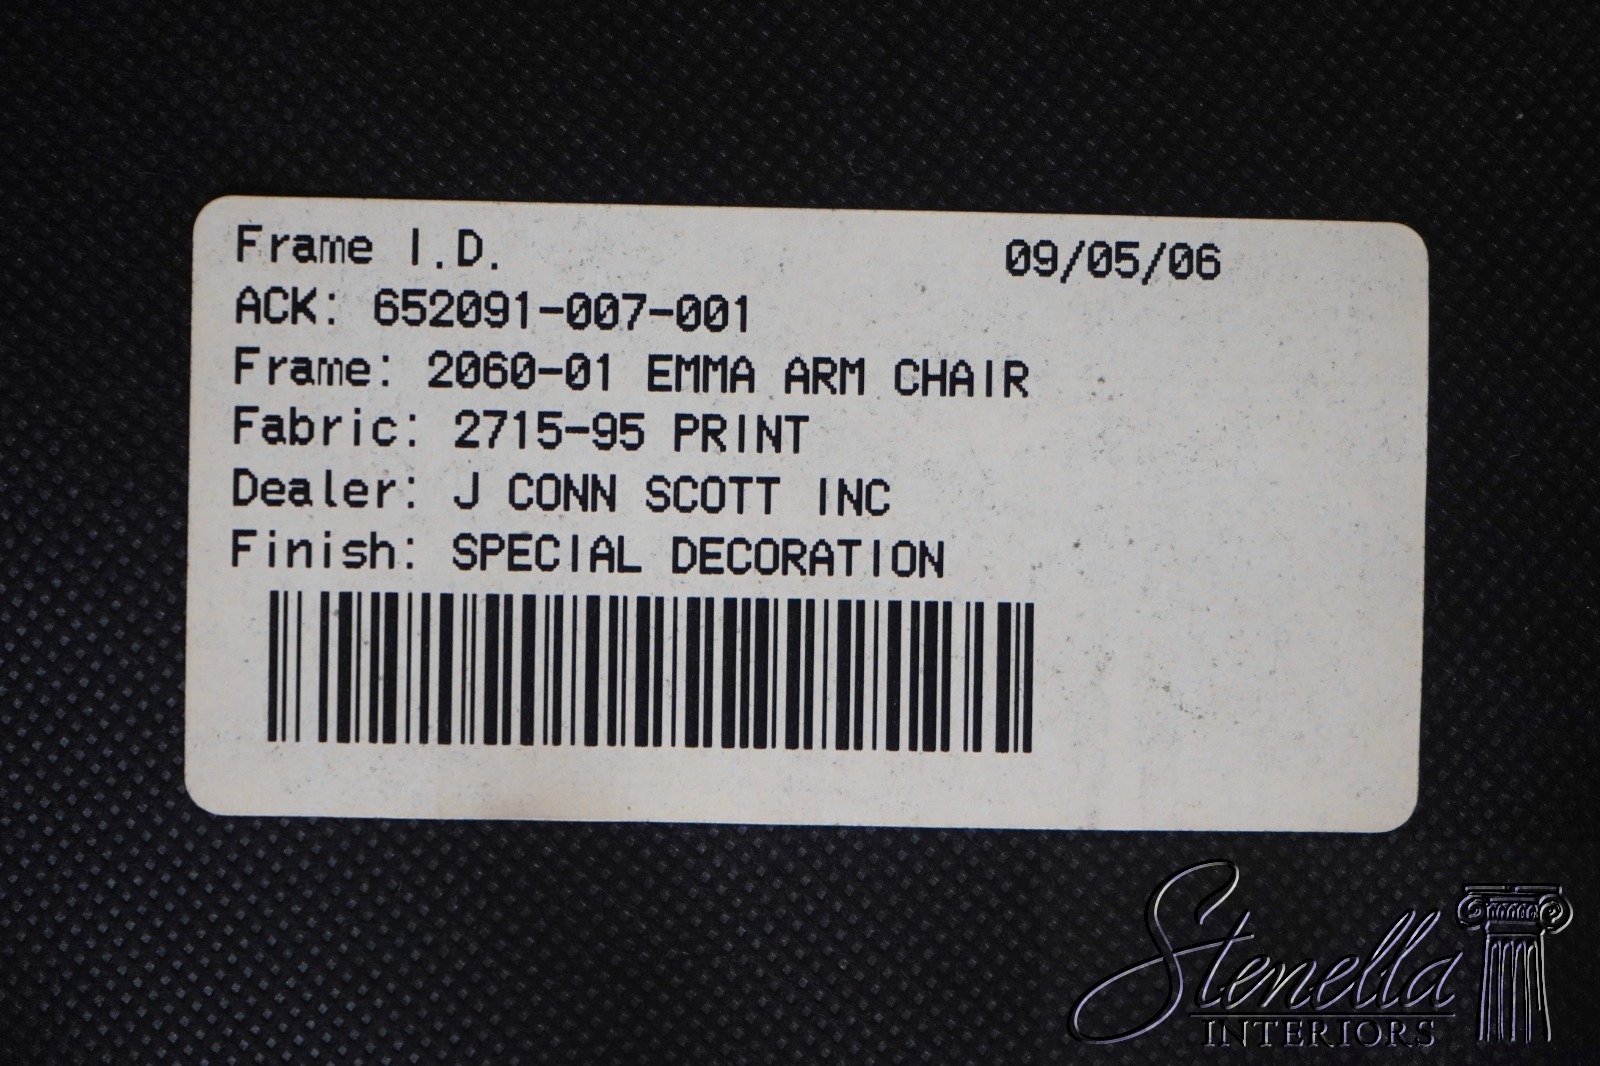 Frame I.D. 09/05/06
ACK: 652091-007-001
Frame: 2060-01 EMMA ARM CHAIR
Fabric: 2715-95 PRINT
Dealer: J CONN SCOTT INC
Finish: SPECIAL DECORATION
Stenella
INTERIORS